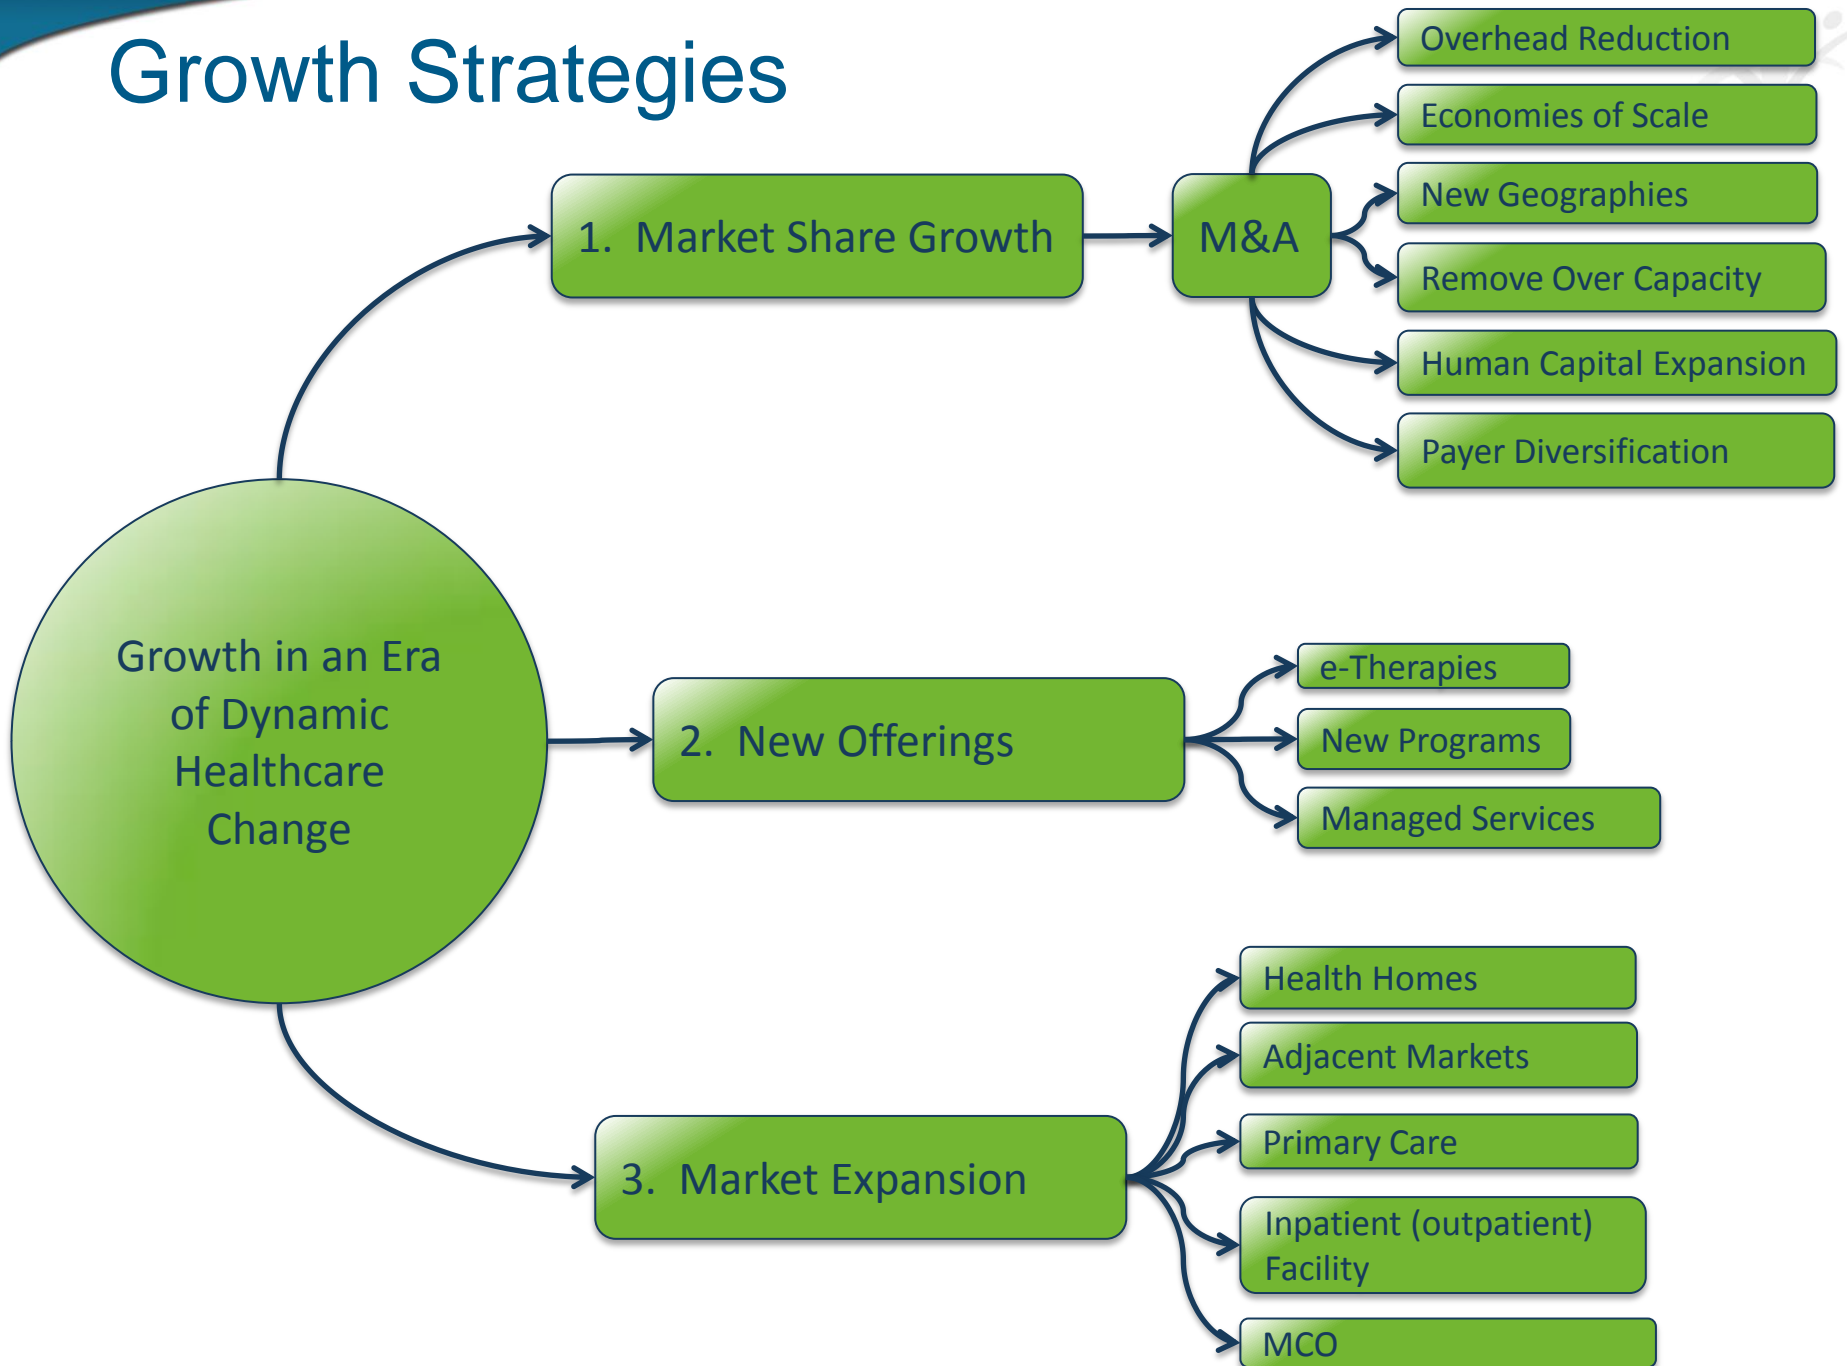 Growth Strategies
Overhead Reduction
Economies of Scale
1. Market Share Growth
M&A
New Geographies
Remove Over Capacity
Human Capital Expansion
Payer Diversification
Growth in an Era
of Dynamic
Healthcare
Change
2. New Offerings
e-Therapies
New Programs
Managed Services
3. Market Expansion
Health Homes
Adjacent Markets
Primary Care
Inpatient (outpatient)
Facility
MCO